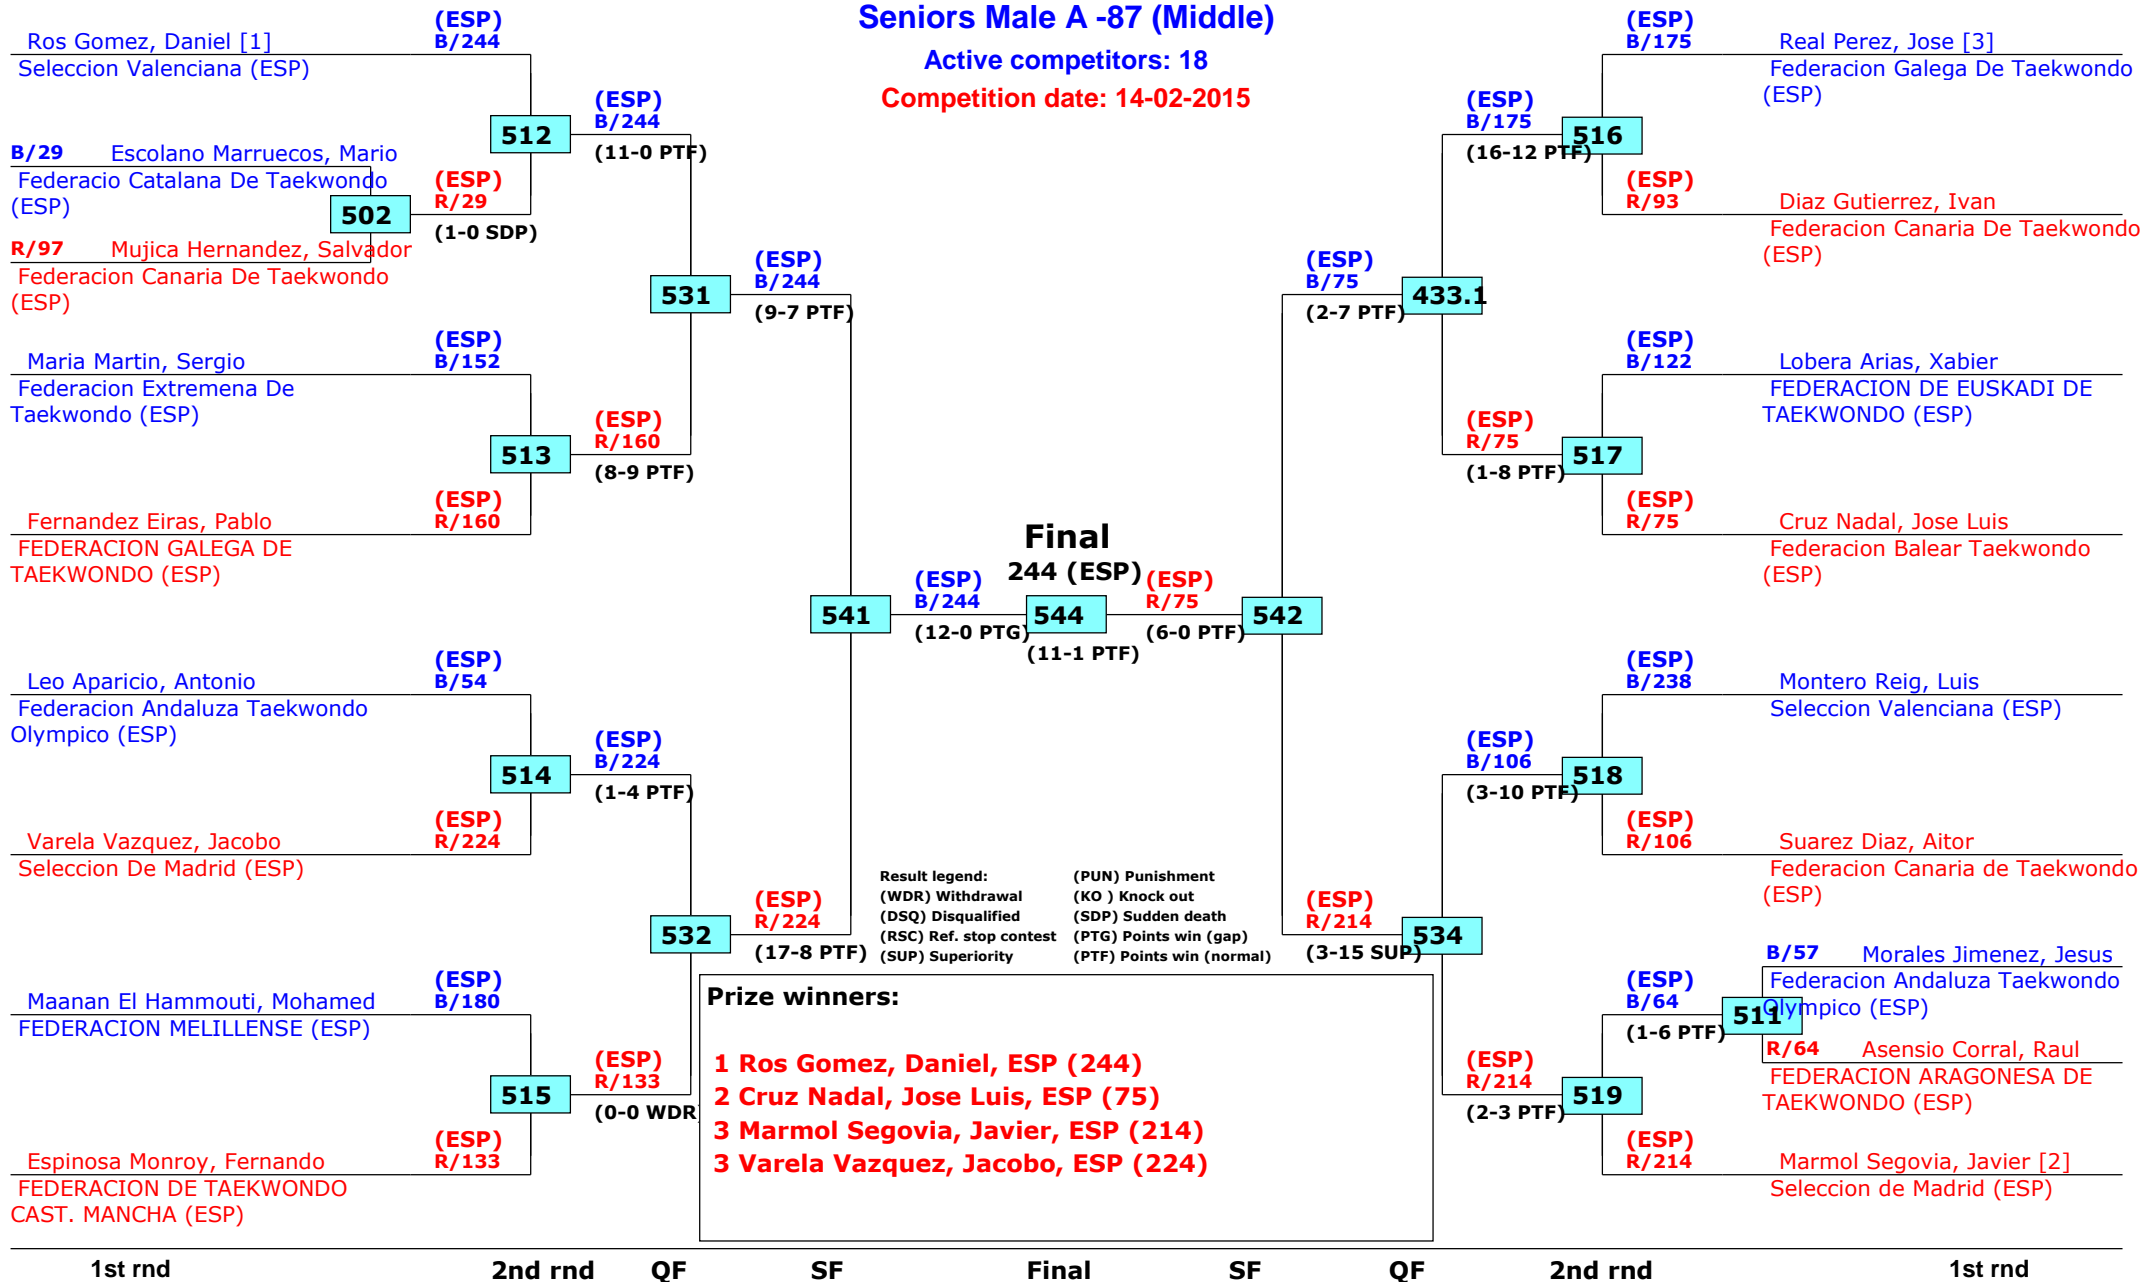 Seniors Male A -87 (Middle)
Active competitors: 18
Competition date: 14-02-2015
(ESP)
B/244
Ros Gomez, Daniel [1]
Seleccion Valenciana (ESP)
B/29 Escolano Marruecos, Mario
Federacio Catalana De Taekwondo
(ESP)
R/97 Mujica Hernandez, Salvador
Federacion Canaria De Taekwondo
(ESP)
502
(ESP)
R/29
(1-0 SDP)
512
(ESP)
B/244
(11-0 PTF)
Maria Martin, Sergio
Federacion Extremena De
Taekwondo (ESP)
(ESP)
B/152
Fernandez Eiras, Pablo
FEDERACION GALEGA DE
TAEKWONDO (ESP)
(ESP)
R/160
513
(ESP)
R/160
(8-9 PTF)
531
(ESP)
B/244
(9-7 PTF)
Leo Aparicio, Antonio
Federacion Andaluza Taekwondo
Olympico (ESP)
(ESP)
B/54
Varela Vazquez, Jacobo
Seleccion De Madrid (ESP)
(ESP)
R/224
514
(ESP)
B/224
(1-4 PTF)
Maanan El Hammouti, Mohamed
FEDERACION MELILLENSE (ESP)
(ESP)
B/180
Espinosa Monroy, Fernando
FEDERACION DE TAEKWONDO
CAST. MANCHA (ESP)
(ESP)
R/133
515
(ESP)
R/133
(0-0 WDR)
532
(ESP)
R/224
(17-8 PTF)
541
(ESP)
B/244
(12-0 PTG)
Final
244 (ESP)
544
(11-1 PTF)
(ESP)
R/75
(6-0 PTF)
542
(ESP)
B/75
(2-7 PTF)
433.1
(ESP)
B/175
(16-12 PTF)
516
(ESP)
B/175
Real Perez, Jose [3]
Federacion Galega De Taekwondo
(ESP)
(ESP)
R/93
Diaz Gutierrez, Ivan
Federacion Canaria De Taekwondo
(ESP)
(ESP)
R/75
(1-8 PTF)
517
(ESP)
B/122
Lobera Arias, Xabier
FEDERACION DE EUSKADI DE
TAEKWONDO (ESP)
(ESP)
R/75
Cruz Nadal, Jose Luis
Federacion Balear Taekwondo
(ESP)
(ESP)
R/214
(3-15 SUP)
534
(ESP)
B/106
(3-10 PTF)
518
(ESP)
B/238
Montero Reig, Luis
Seleccion Valenciana (ESP)
(ESP)
R/106
Suarez Diaz, Aitor
Federacion Canaria de Taekwondo
(ESP)
(ESP)
R/214
(2-3 PTF)
519
(ESP)
B/64
(1-6 PTF)
511
B/57 Morales Jimenez, Jesus
Federacion Andaluza Taekwondo
Olympico (ESP)
R/64 Asensio Corral, Raul
FEDERACION ARAGONESA DE
TAEKWONDO (ESP)
(ESP)
R/214
Marmol Segovia, Javier [2]
Seleccion de Madrid (ESP)
Result legend:
(WDR) Withdrawal
(DSQ) Disqualified
(RSC) Ref. stop contest
(SUP) Superiority
(PUN) Punishment
(KO ) Knock out
(SDP) Sudden death
(PTG) Points win (gap)
(PTF) Points win (normal)
Prize winners:
1 Ros Gomez, Daniel, ESP (244)
2 Cruz Nadal, Jose Luis, ESP (75)
3 Marmol Segovia, Javier, ESP (214)
3 Varela Vazquez, Jacobo, ESP (224)
1st rnd 2nd rnd QF SF Final SF QF 2nd rnd 1st rnd